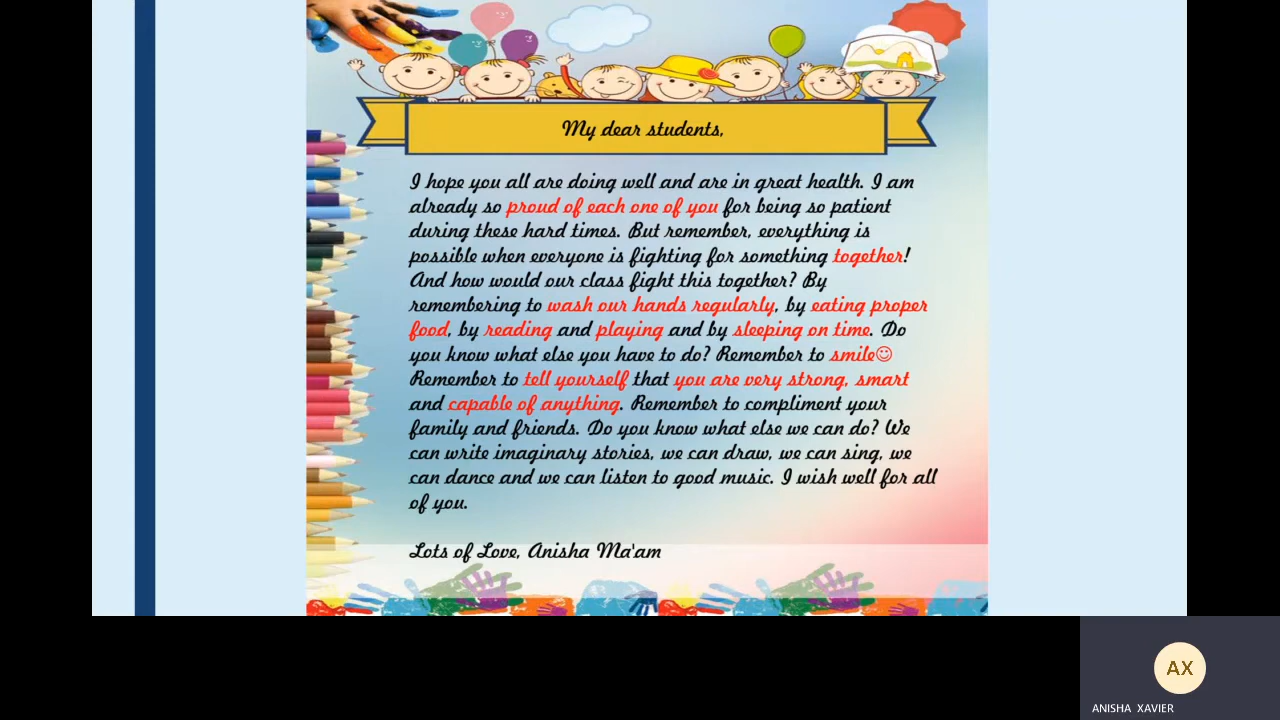 My dear students,
I hope you all are doing well and are in great health. I am
already so proud of each one of you for being so patient
during these hard times. But remember, everything is
possible when everyone is fighting for something together!
And how would our class fight this together? By
remembering to wash our hands regularly, by eating proper
food, by reading and playing and by sleeping on time. Do
you know what else you have to do? Remember to smile☺
Remember to tell yourself that you are very strong, smart
and capable of anything. Remember to compliment your
family and friends. Do you know what else we can do? We
can write imaginary stories, we can draw, we can sing, we
can dance and we can listen to good music. I wish well for all
of you.
Lots of Love, Anisha Ma'am
AX
ANISHA XAVIER